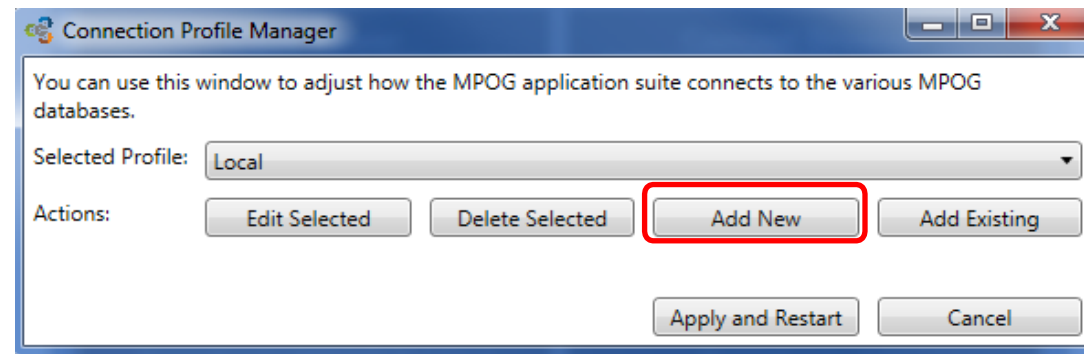 Connection Profile Manager
You can use this window to adjust how the MPOG application suite connects to the various MPOG
databases.
Selected Profile: Local
Actions: Edit Selected Delete Selected Add New Add Existing
Apply and Restart Cancel